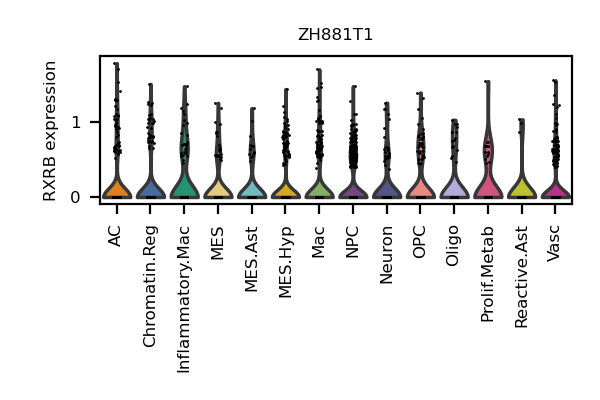 ZH881T1
RXRB expression
1
0
AC
Chromatin.Reg
Inflammatory.Mac
MES
MES.Ast
MES.Hyp
Mac
NPC
Neuron
OPC
Oligo
Prolif.Metab
Reactive.Ast
Vasc